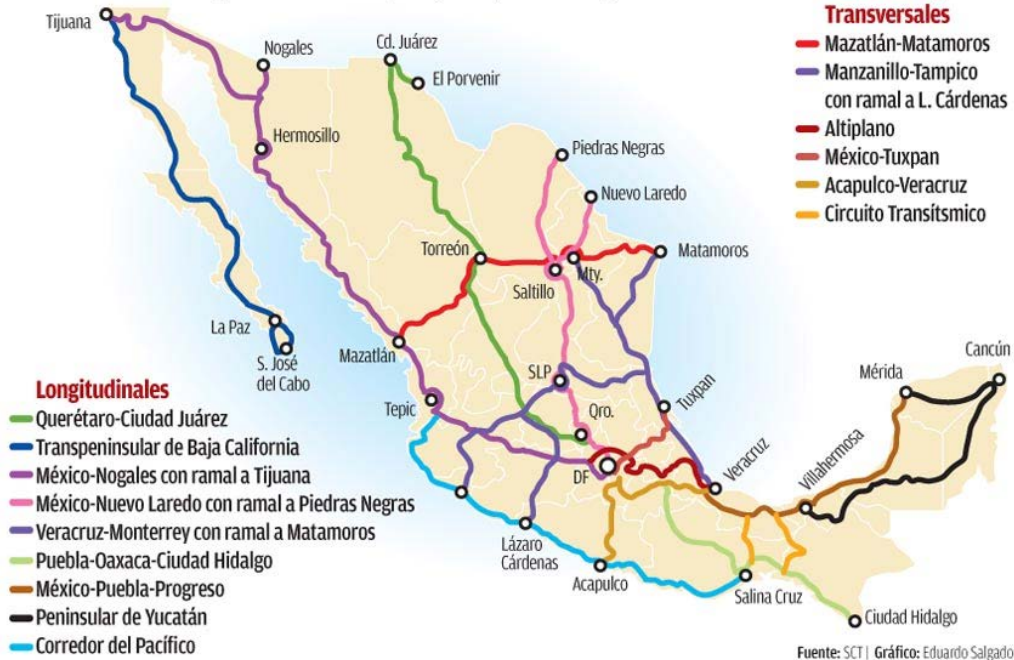 Tijuana
Nogales
Cd. Juárez
El Porvenir
Hermosillo
Piedras Negras
Nuevo Laredo
Torreón
Saltillo
Mty.
Matamoros
La Paz
S. José
del Cabo
Mazatlán
SLP
Tepic
Qro.
Tuxpan
DF
Veracruz
Villahermosa
Mérida
Cancún
Lázaro
Cárdenas
Acapulco
Salina Cruz
Ciudad Hidalgo
Transversales
Mazatlán-Matamoros
Manzanillo-Tampico
con ramal a L. Cárdenas
Altiplano
México-Tuxpan
Acapulco-Veracruz
Circuito Transítsmico
Longitudinales
Querétaro-Ciudad Juárez
Transpeninsular de Baja California
México-Nogales con ramal a Tijuana
México-Nuevo Laredo con ramal a Piedras Negras
Veracruz-Monterrey con ramal a Matamoros
Puebla-Oaxaca-Ciudad Hidalgo
México-Puebla-Progreso
Peninsular de Yucatán
Corredor del Pacífico
Fuente: SCT | Gráfico: Eduardo Salgado